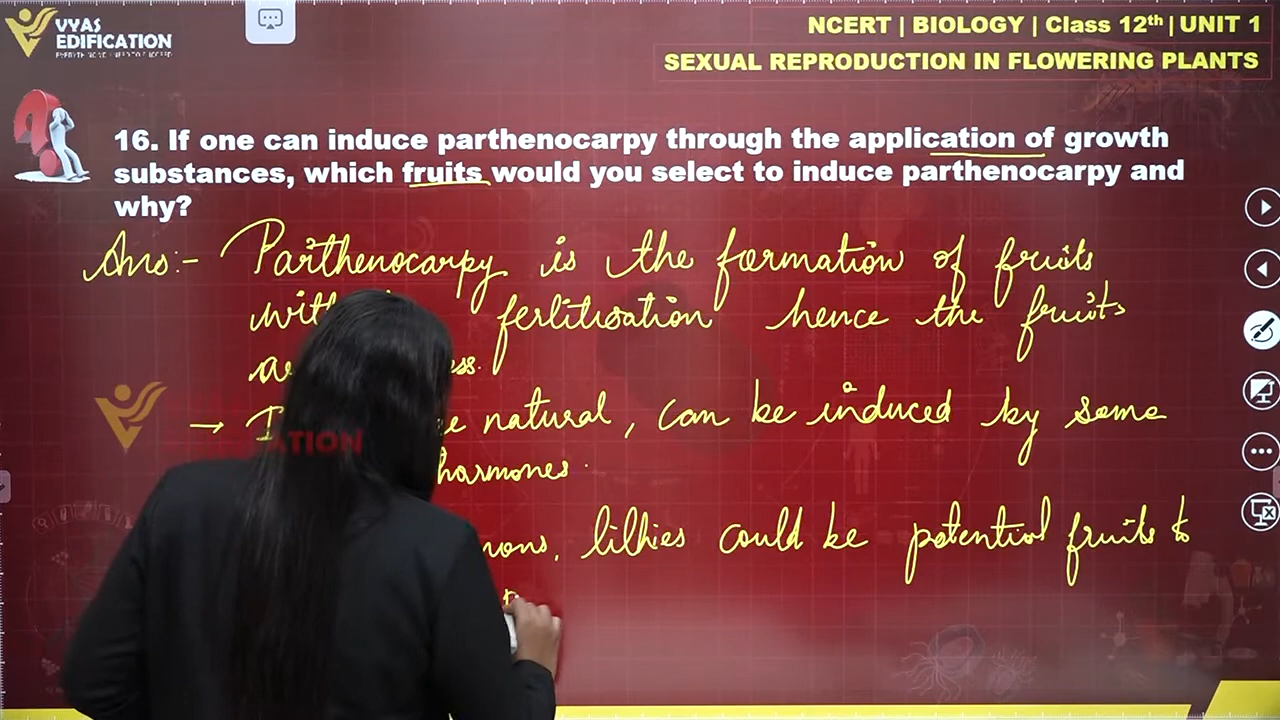 VYAS
EDIFICATION
NCERT | BIOLOGY | Class 12th | UNIT 1
SEXUAL REPRODUCTION IN FLOWERING PLANTS
16. If one can induce parthenocarpy through the application of growth
substances, which fruits would you select to induce parthenocarpy and
why?
Ans:- Parthenocarpy is the formation of fruits
fertilisation hence the fruits
→ natural, can be induced by some
hormones.
could be potential fruits to